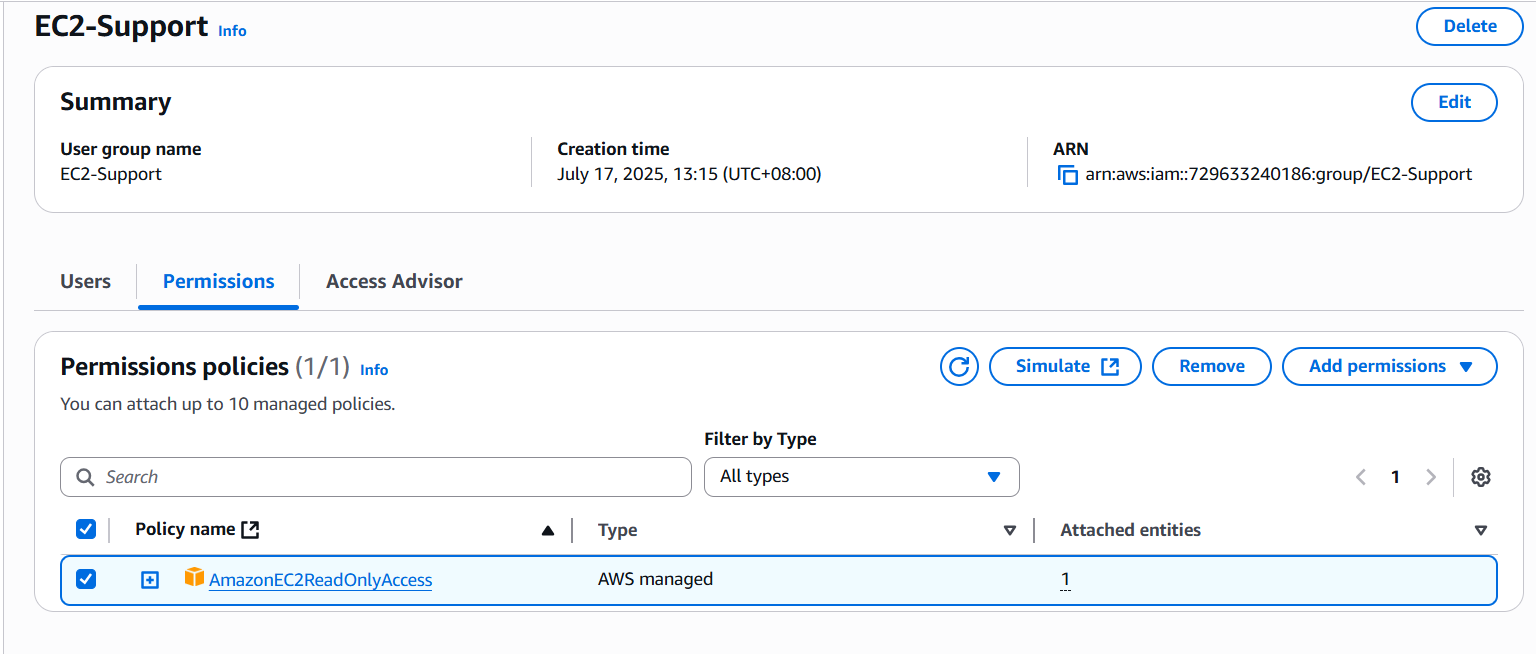 EC2-Support Info
Delete
Summary
Edit
User group name
EC2-Support
Creation time
July 17, 2025, 13:15 (UTC+08:00)
ARN
arn:aws:iam::729633240186:group/EC2-Support
Users
Permissions
Access Advisor
Permissions policies (1/1) Info
Simulate
Remove
Add permissions
You can attach up to 10 managed policies.
Filter by Type
Search
All types
1
Policy name
Type
Attached entities
AmazonEC2ReadOnlyAccess
AWS managed
1